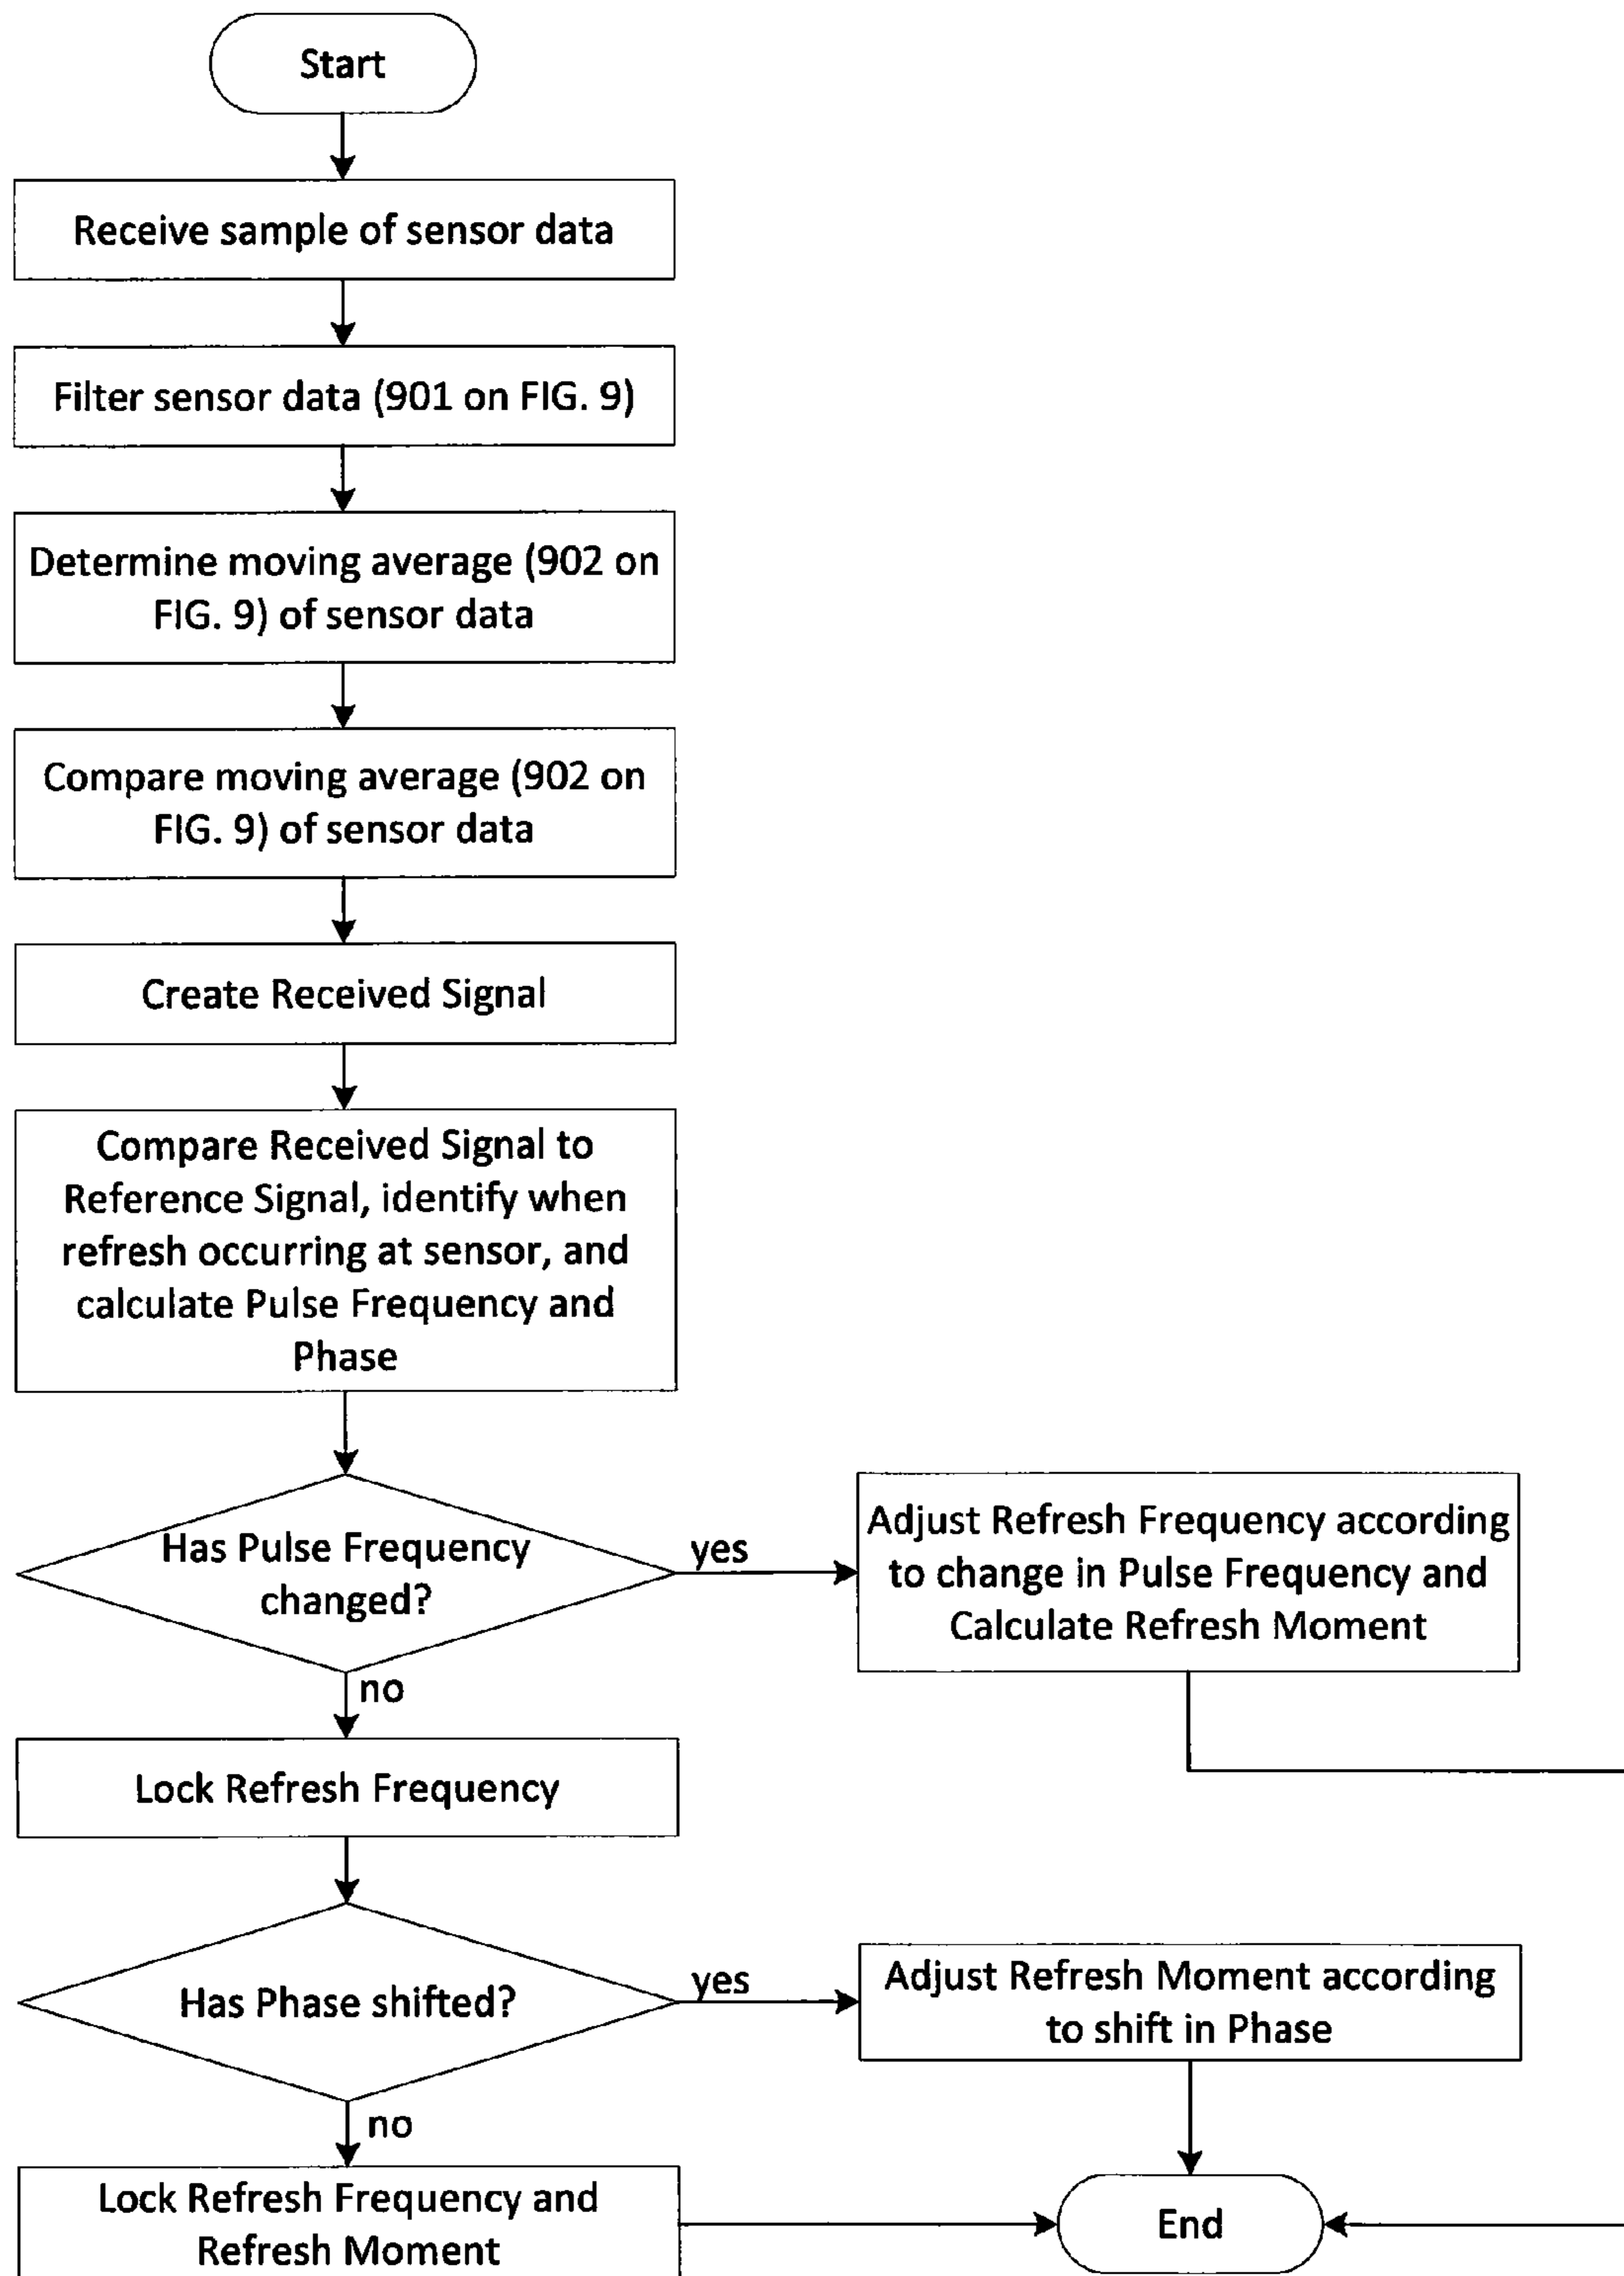 Start
Receive sample of sensor data
Filter sensor data (901 on FIG. 9)
Determine moving average (902 on
FIG. 9) of sensor data
Compare moving average (902 on
FIG. 9) of sensor data
Create Received Signal
Compare Received Signal to
Reference Signal, identify when
refresh occurring at sensor, and
calculate Pulse Frequency and
Phase
Has Pulse Frequency
changed?
yes
Adjust Refresh Frequency according
to change in Pulse Frequency and
Calculate Refresh Moment
no
Lock Refresh Frequency
Has Phase shifted?
yes
Adjust Refresh Moment according
to shift in Phase
no
Lock Refresh Frequency and
Refresh Moment
End